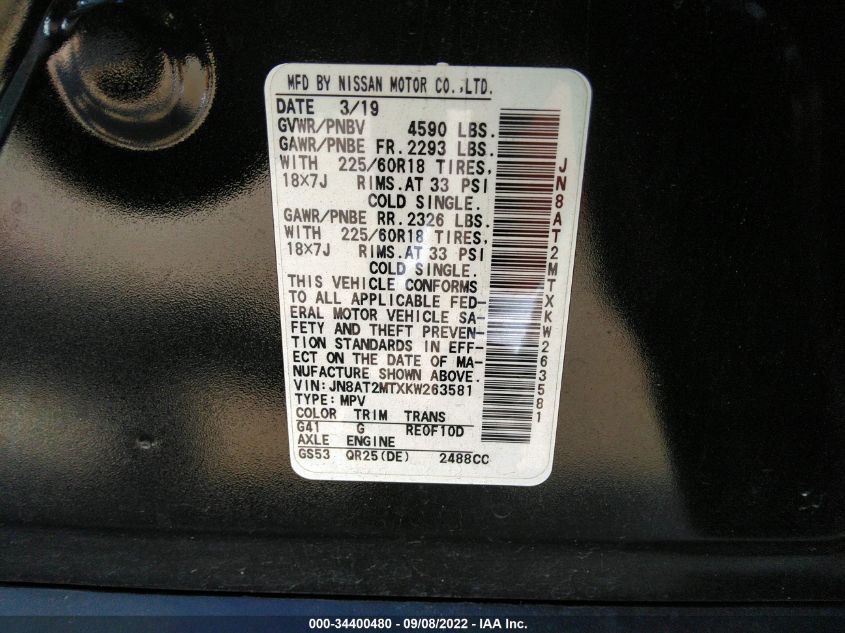 MFD BY NISSAN MOTOR CO.,LTD.
DATE 3/19
GVWR/PNBV 4590 LBS.
GAWR/PNBE FR. 2293 LBS.
WITH 225/60R18 TIRES,
18X7J RIMS.AT 33 PSI
COLD SINGLE.
GAWR/PNBE RR. 2326 LBS.
WITH 225/60R18 TIRES,
18X7J RIMS.AT 33 PSI
COLD SINGLE.
THIS VEHICLE CONFORMS
TO ALL APPLICABLE FED-
ERAL MOTOR VEHICLE SA-
FETY AND THEFT PREVEN-
TION STANDARDS IN EFF-
ECT ON THE DATE OF MA-
NUFACTURE SHOWN ABOVE.
VIN:JN8AT2MTXKW263581
TYPE:MPV
COLOR TRIM TRANS
G41 G RE0F10D
AXLE ENGINE
GS53 QR25(DE) 2488CC
JN8AT2MTXKW263581
000-34400480 - 09/08/2022 - IAA Inc.